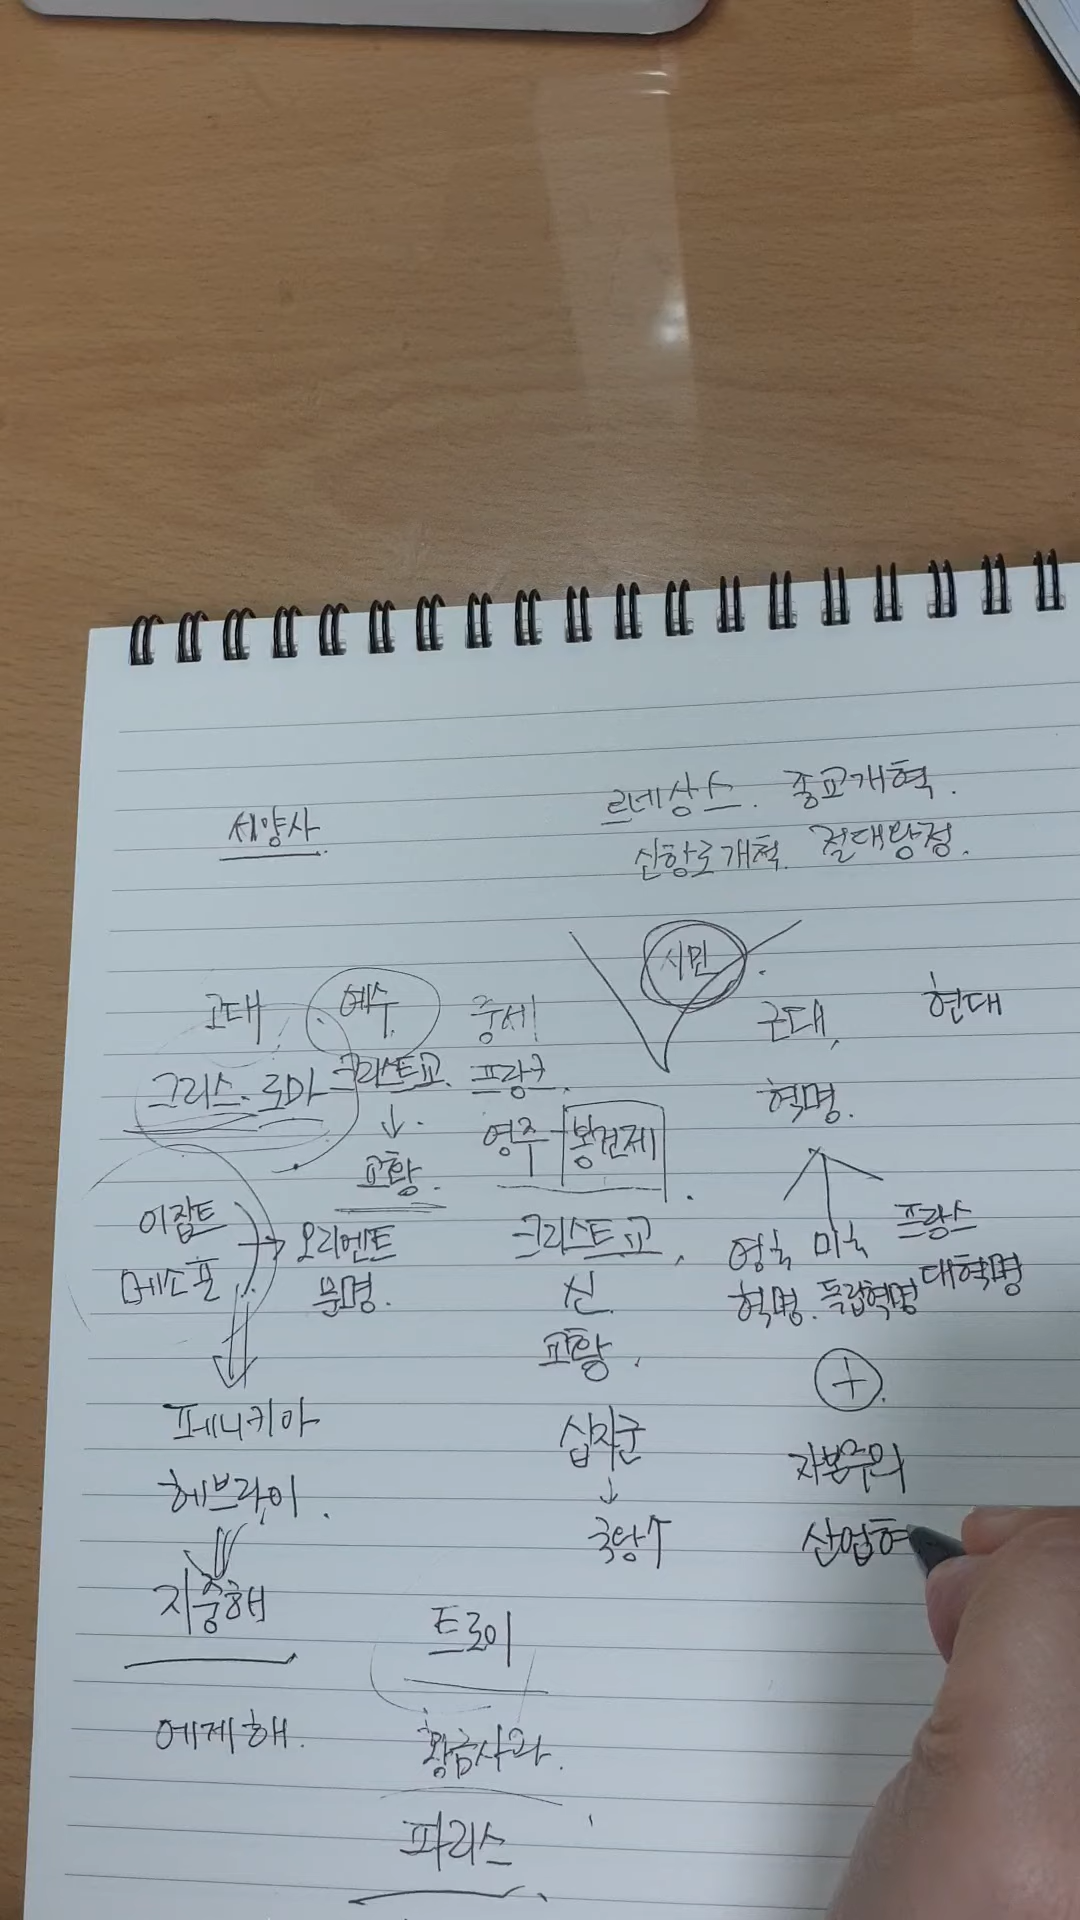 르네상스. 종교개혁.
서양사
신항로개척. 절대왕정.
시민
고대 예수 중세 근대, 현대
그리스. 로마 크리스트교. 프랑크.
혁명.
↓ 영주-봉건제
교황.
이집트 오리엔트 크리스트교, 영국 미국 프랑스
메소포 문명. 신 혁명. 독립혁명 대혁명
교황,
+
페니키아 십자군 자본주의
헤브라이. ↓ 산업혀
지중해
트로이
에게해. 황금사과.
파리스